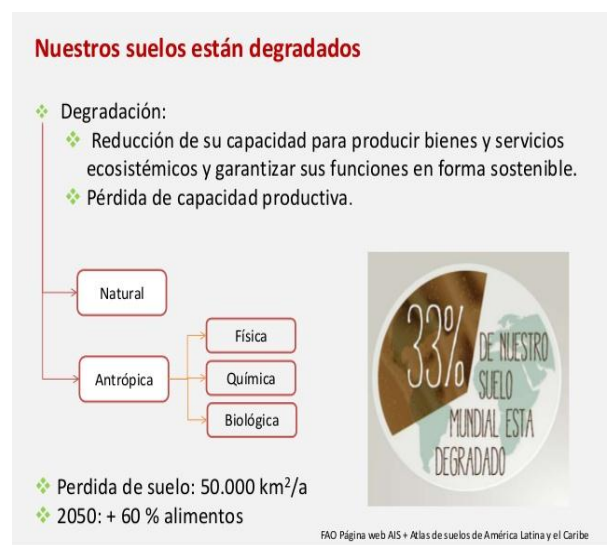 Nuestros suelos están degradados
Degradación:
Reducción de su capacidad para producir bienes y servicios
ecosistémicos y garantizar sus funciones en forma sostenible.
Pérdida de capacidad productiva.
Natural
Antrópica
Física
Química
Biológica
33%
DE NUESTRO
SUELO
MUNDIAL ESTA
DEGRADADO
Perdida de suelo: 50.000 km²/a
2050: + 60 % alimentos
FAO Página web AIS + Atlas de suelos de América Latina y el Caribe